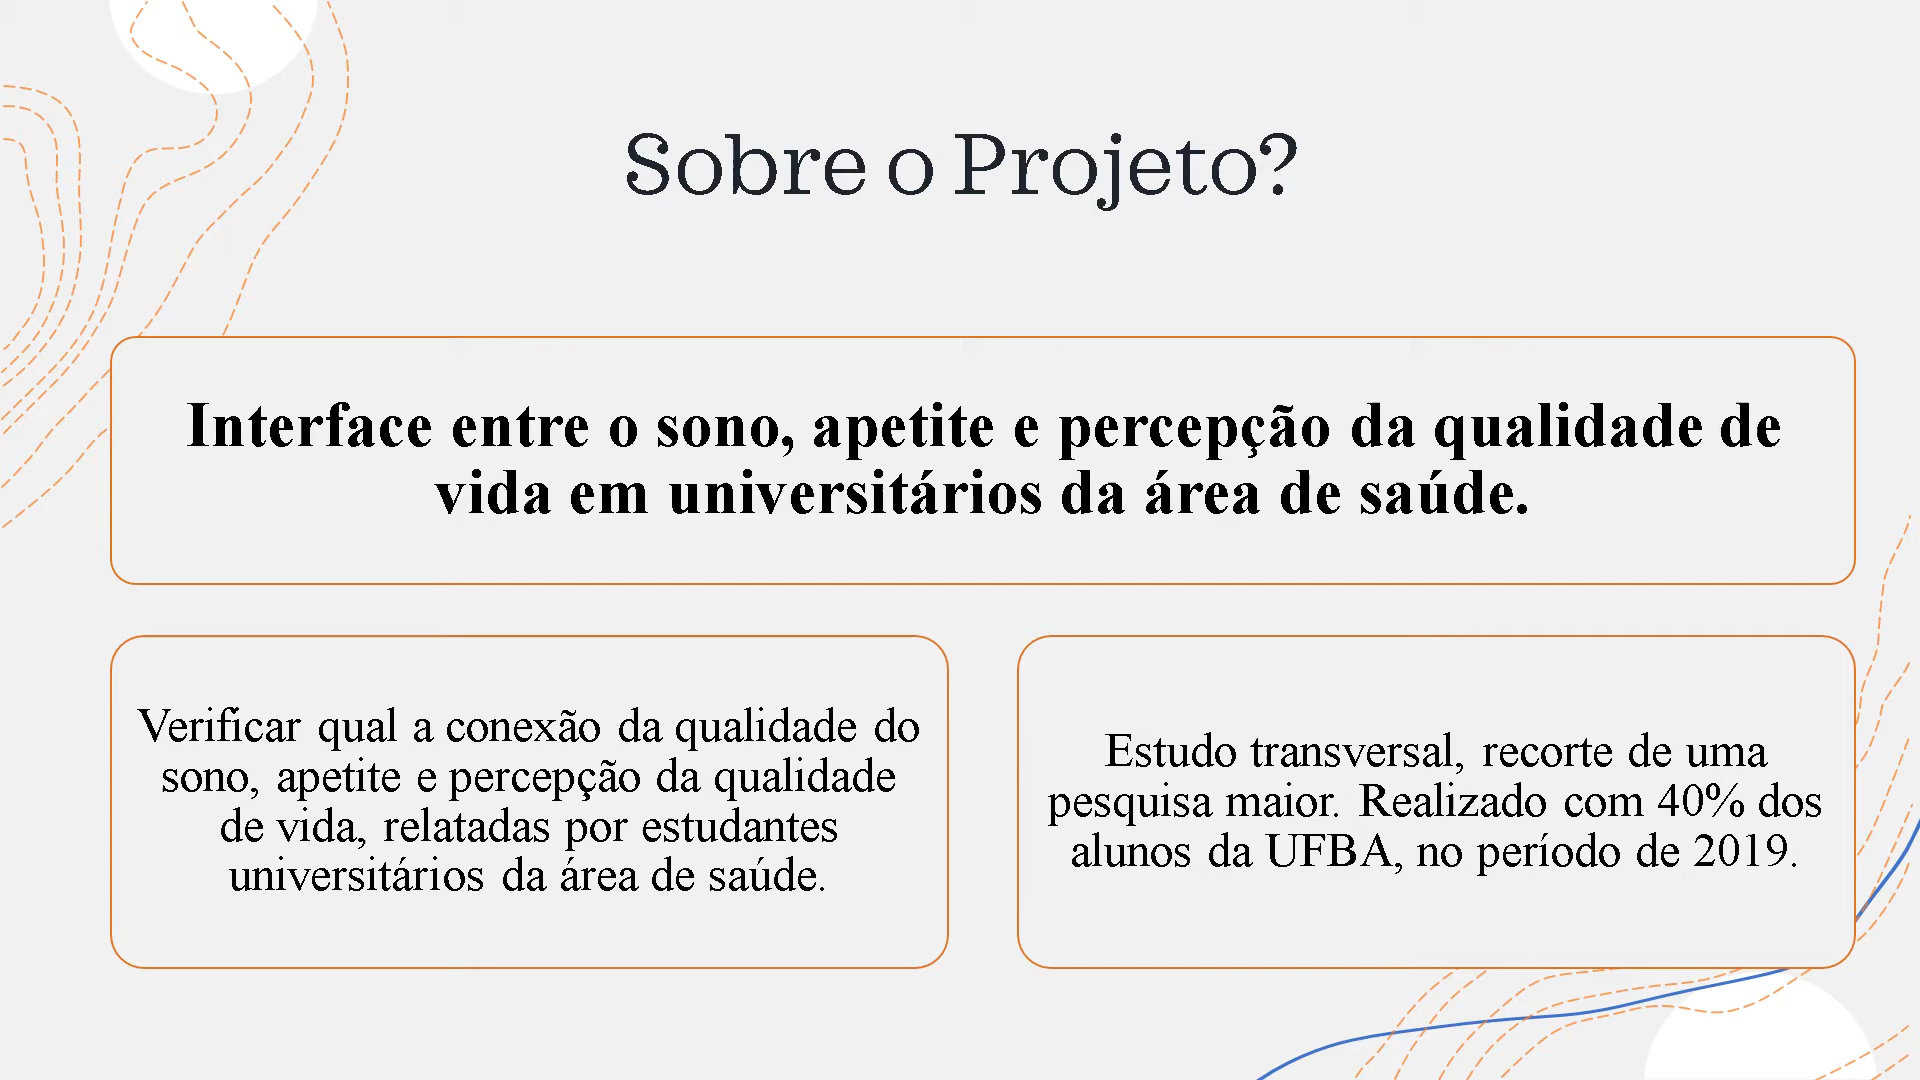 Sobre o Projeto?
Interface entre o sono, apetite e percepção da qualidade de
vida em universitários da área de saúde.
Verificar qual a conexão da qualidade do
sono, apetite e percepção da qualidade
de vida, relatadas por estudantes
universitários da área de saúde.
Estudo transversal, recorte de uma
pesquisa maior. Realizado com 40% dos
alunos da UFBA, no período de 2019.